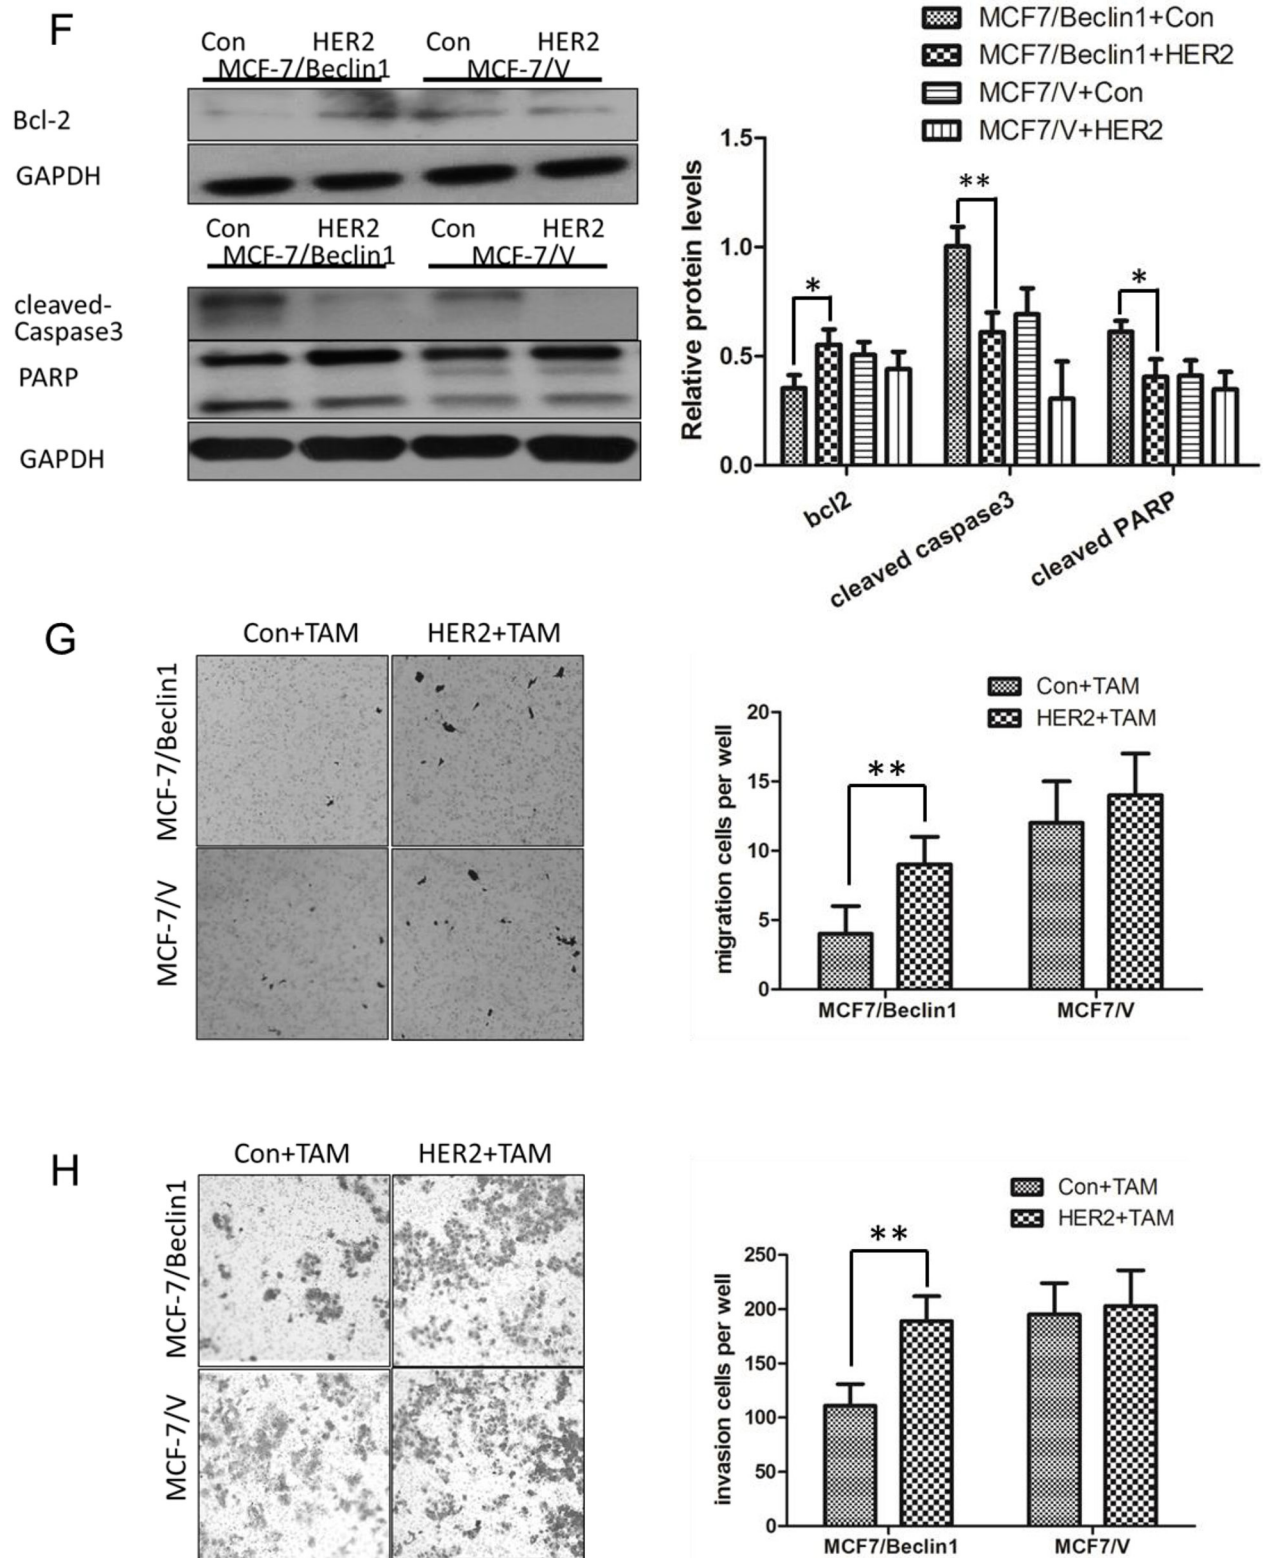 F
Con HER2 Con HER2
MCF-7/Beclin1 MCF-7/V
Bcl-2
GAPDH
Con HER2 Con HER2
MCF-7/Beclin1 MCF-7/V
cleaved-
Caspase3
PARP
GAPDH
MCF7/Beclin1+Con
MCF7/Beclin1+HER2
MCF7/V+Con
MCF7/V+HER2
Relative protein levels
1.5
1.0
0.5
0.0
*
**
*
bcl2
cleaved caspase3
cleaved PARP
G
Con+TAM HER2+TAM
MCF-7/Beclin1
MCF-7/V
Con+TAM
HER2+TAM
migration cells per well
20
15
10
5
0
**
MCF7/Beclin1 MCF7/V
H
Con+TAM HER2+TAM
MCF-7/Beclin1
MCF-7/V
Con+TAM
HER2+TAM
invasion cells per well
250
200
150
100
50
0
**
MCF7/Beclin1 MCF7/V